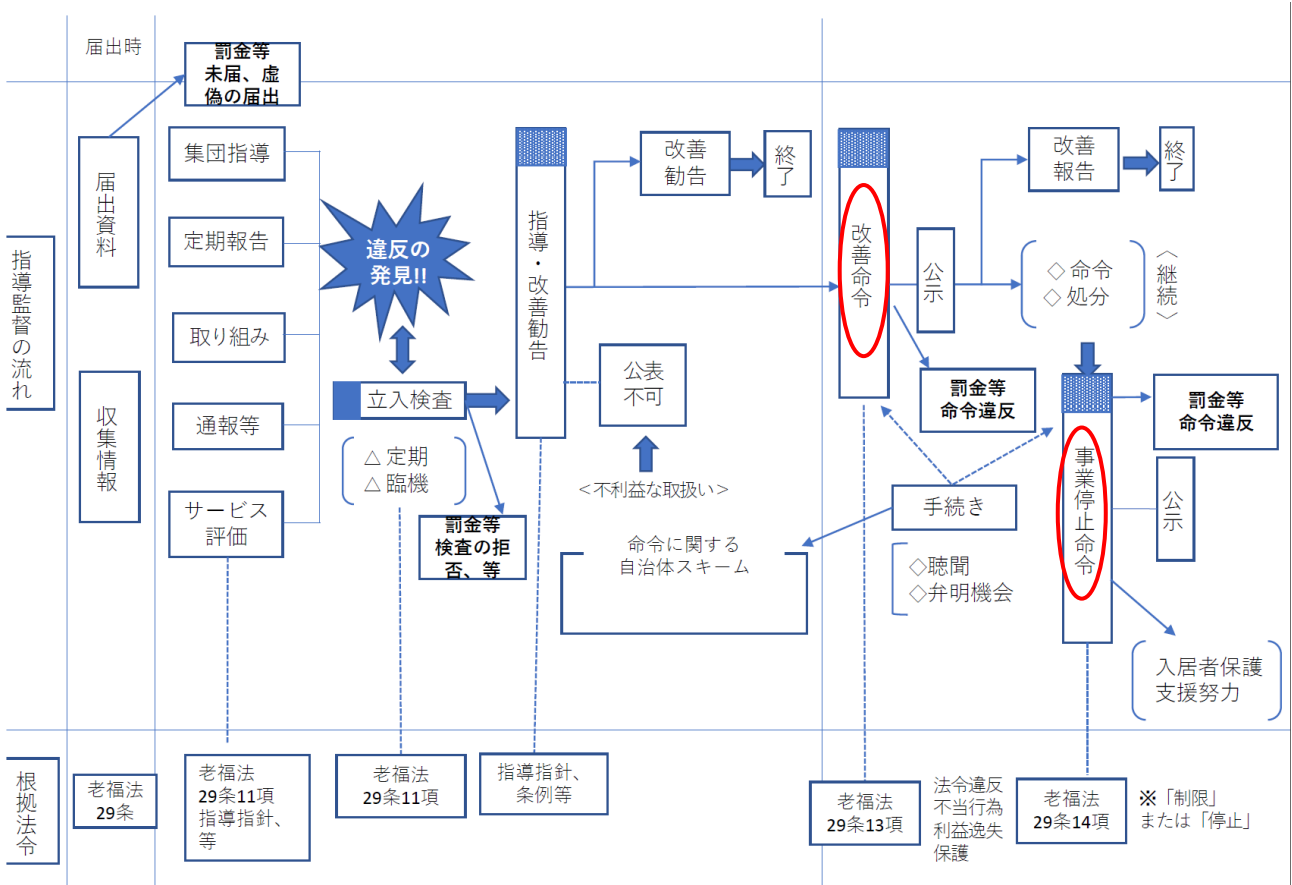 届出時
罰金等
未届、虚
偽の届出
指導監督の流れ
届出資料
収集情報
集団指導
定期報告
取り組み
通報等
サービス
評価
違反の
発見!!
立入検査
△ 定期
△ 臨機
罰金等
検査の拒
否、等
指導・改善勧告
改善
勧告
終了
公表
不可
＜不利益な取扱い＞
命令に関する
自治体スキーム
改善命令
公示
改善
報告
終了
◇ 命令
◇ 処分
〈継続〉
罰金等
命令違反
手続き
◇聴聞
◇弁明機会
事業停止命令
罰金等
命令違反
公示
入居者保護
支援努力
根拠法令
老福法
29条
老福法
29条11項
指導指針、
等
老福法
29条11項
指導指針、
条例等
老福法
29条13項
法令違反
不当行為
利益逸失
保護
老福法
29条14項
※「制限」
または「停止」